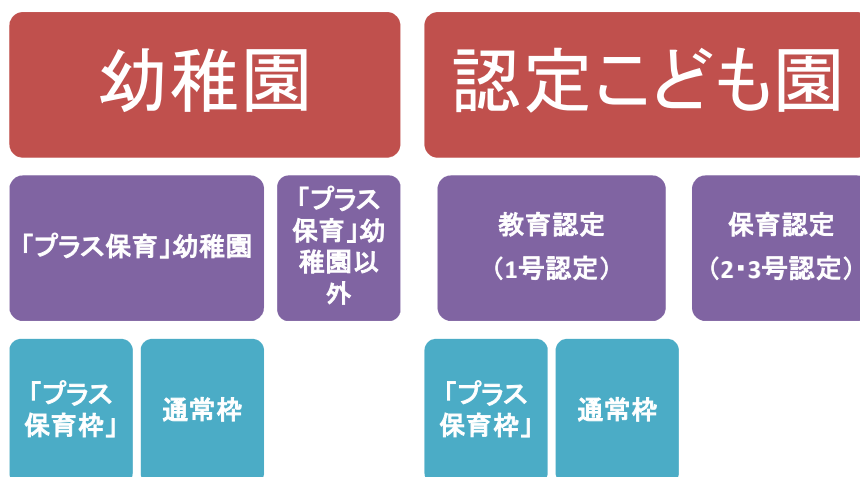 幼稚園
認定こども園
「プラス保育」幼稚園
「プラス
保育」幼
稚園以
外
教育認定
（1号認定）
保育認定
（2・3号認定）
「プラス
保育枠」
通常枠
「プラス
保育枠」
通常枠